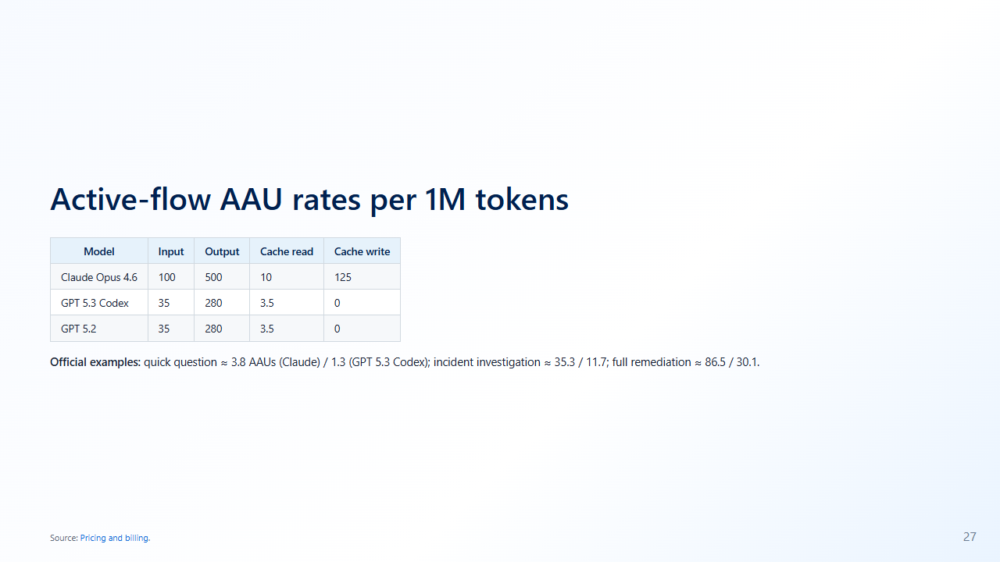 Active-flow AAU rates per 1M tokens
Model Input Output Cache read Cache write
Claude Opus 4.6 100 500 10 125
GPT 5.3 Codex 35 280 3.5 0
GPT 5.2 35 280 3.5 0
Official examples: quick question ≈ 3.8 AAUs (Claude) / 1.3 (GPT 5.3 Codex); incident investigation ≈ 35.3 / 11.7; full remediation ≈ 86.5 / 30.1.
Source: Pricing and billing.
27